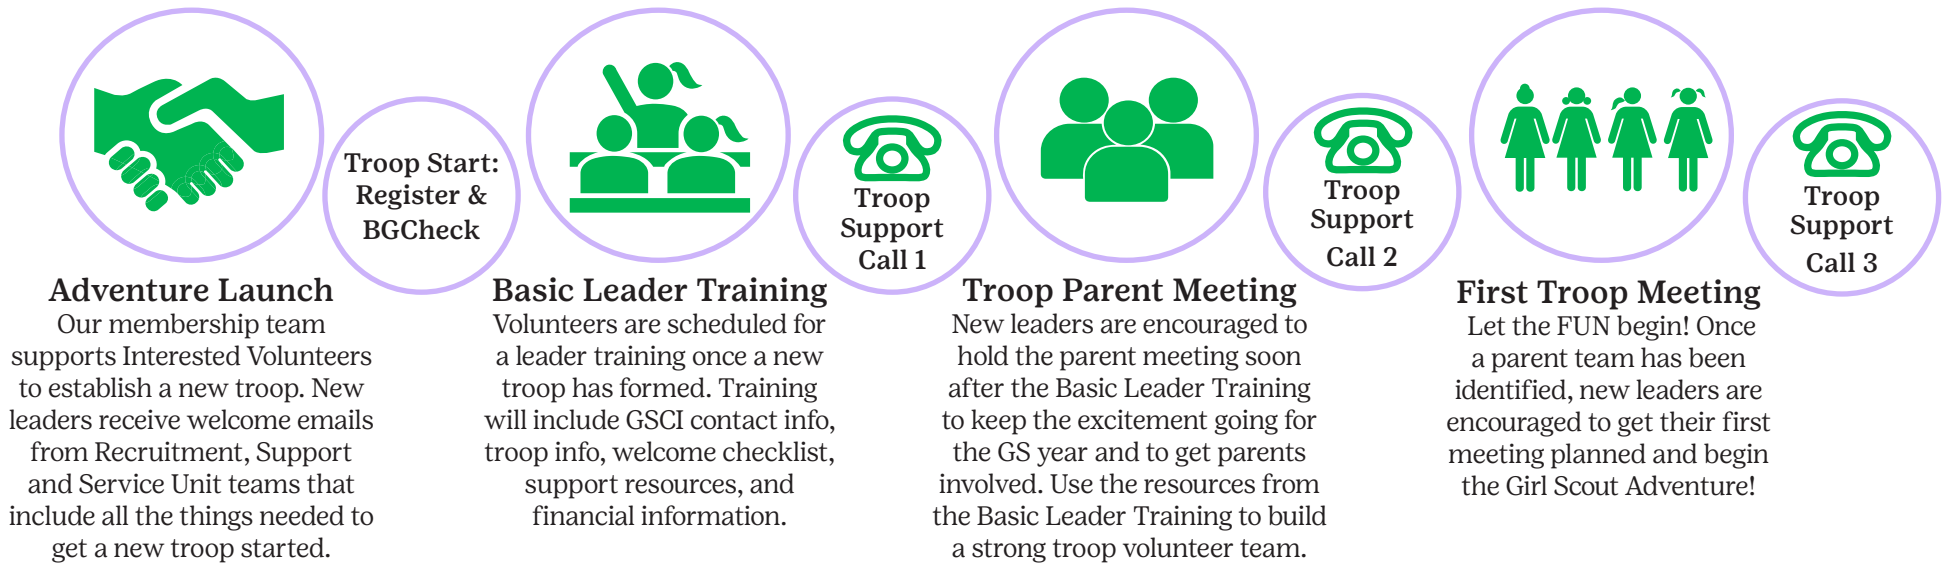 Adventure Launch
Our membership team
supports Interested Volunteers
to establish a new troop. New
leaders receive welcome emails
from Recruitment, Support
and Service Unit teams that
include all the things needed to
get a new troop started.
Troop Start:
Register &
BGCheck
Basic Leader Training
Volunteers are scheduled for
a leader training once a new
troop has formed. Training
will include GSCI contact info,
troop info, welcome checklist,
support resources, and
financial information.
Troop
Support
Call 1
Troop Parent Meeting
New leaders are encouraged to
hold the parent meeting soon
after the Basic Leader Training
to keep the excitement going for
the GS year and to get parents
involved. Use the resources from
the Basic Leader Training to build
a strong troop volunteer team.
Troop
Support
Call 2
First Troop Meeting
Let the FUN begin! Once
a parent team has been
identified, new leaders are
encouraged to get their first
meeting planned and begin
the Girl Scout Adventure!
Troop
Support
Call 3